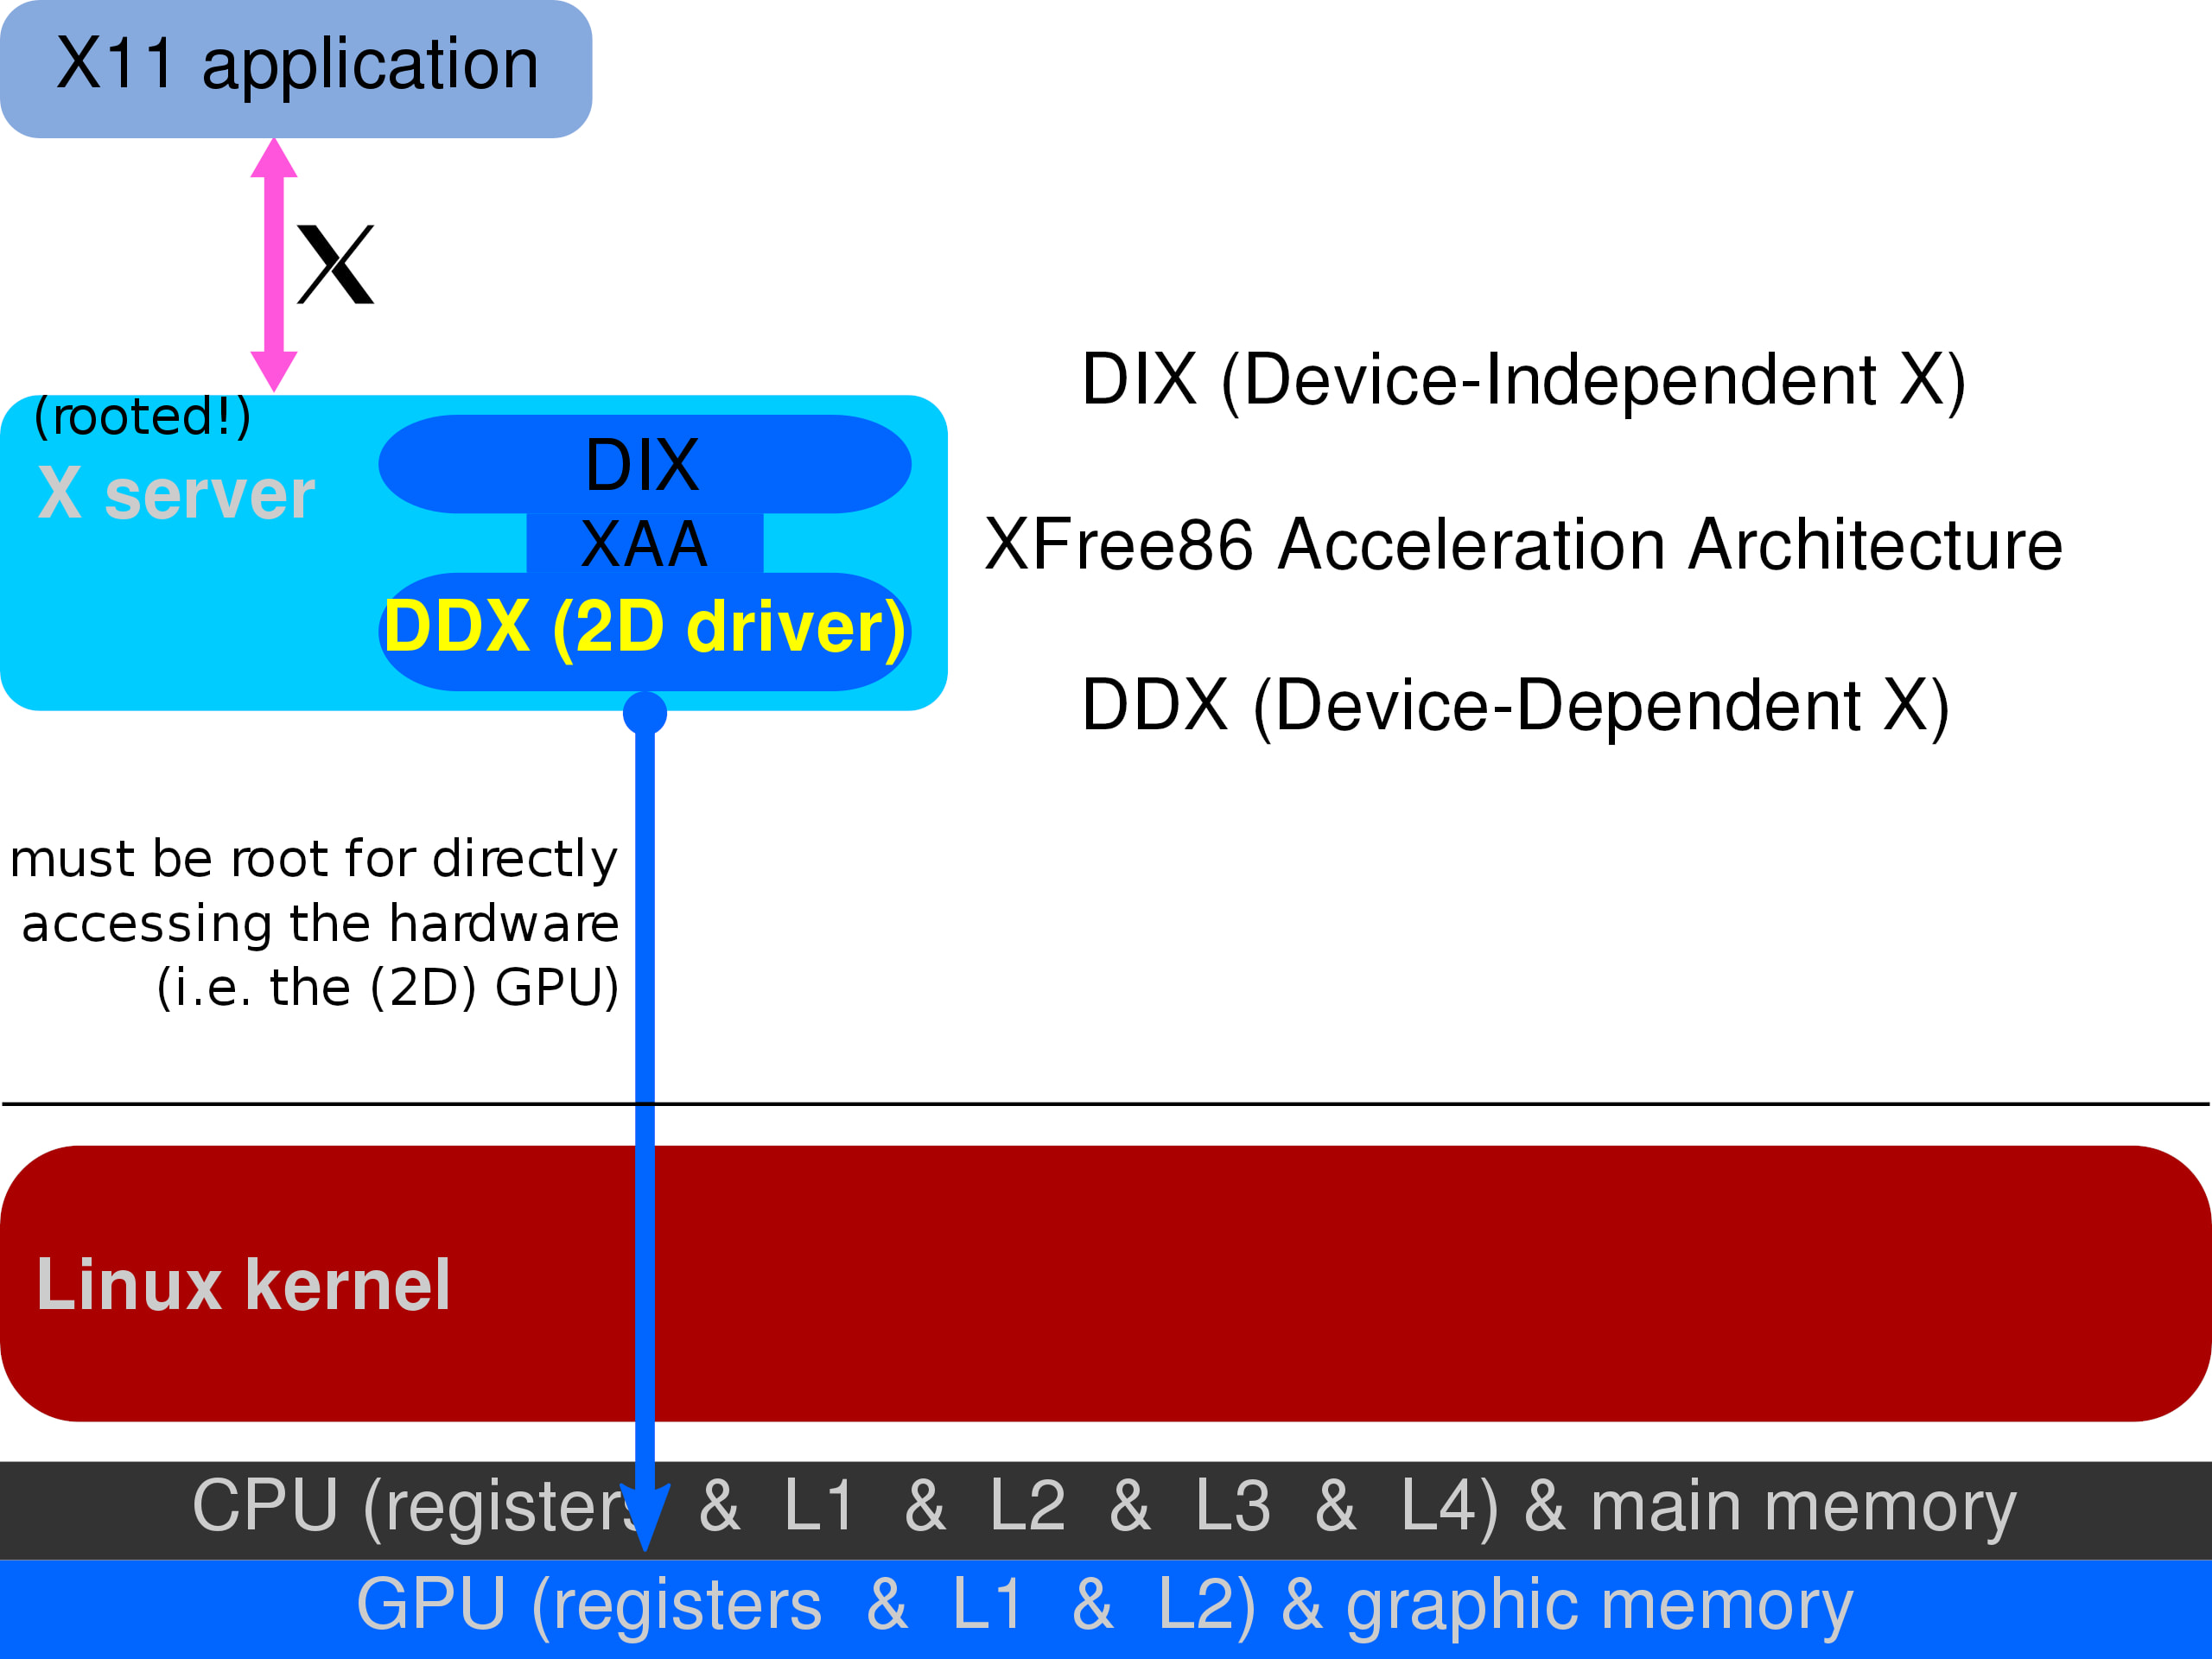 X11 application
X
DIX (Device-Independent X)
(rooted!)
X server
DIX
XAA
XFree86 Acceleration Architecture
DDX (2D driver)
DDX (Device-Dependent X)
must be root for directly
accessing the hardware
(i.e. the (2D) GPU)
Linux kernel
CPU (registers & L1 & L2 & L3 & L4) & main memory
GPU (registers & L1 & L2) & graphic memory